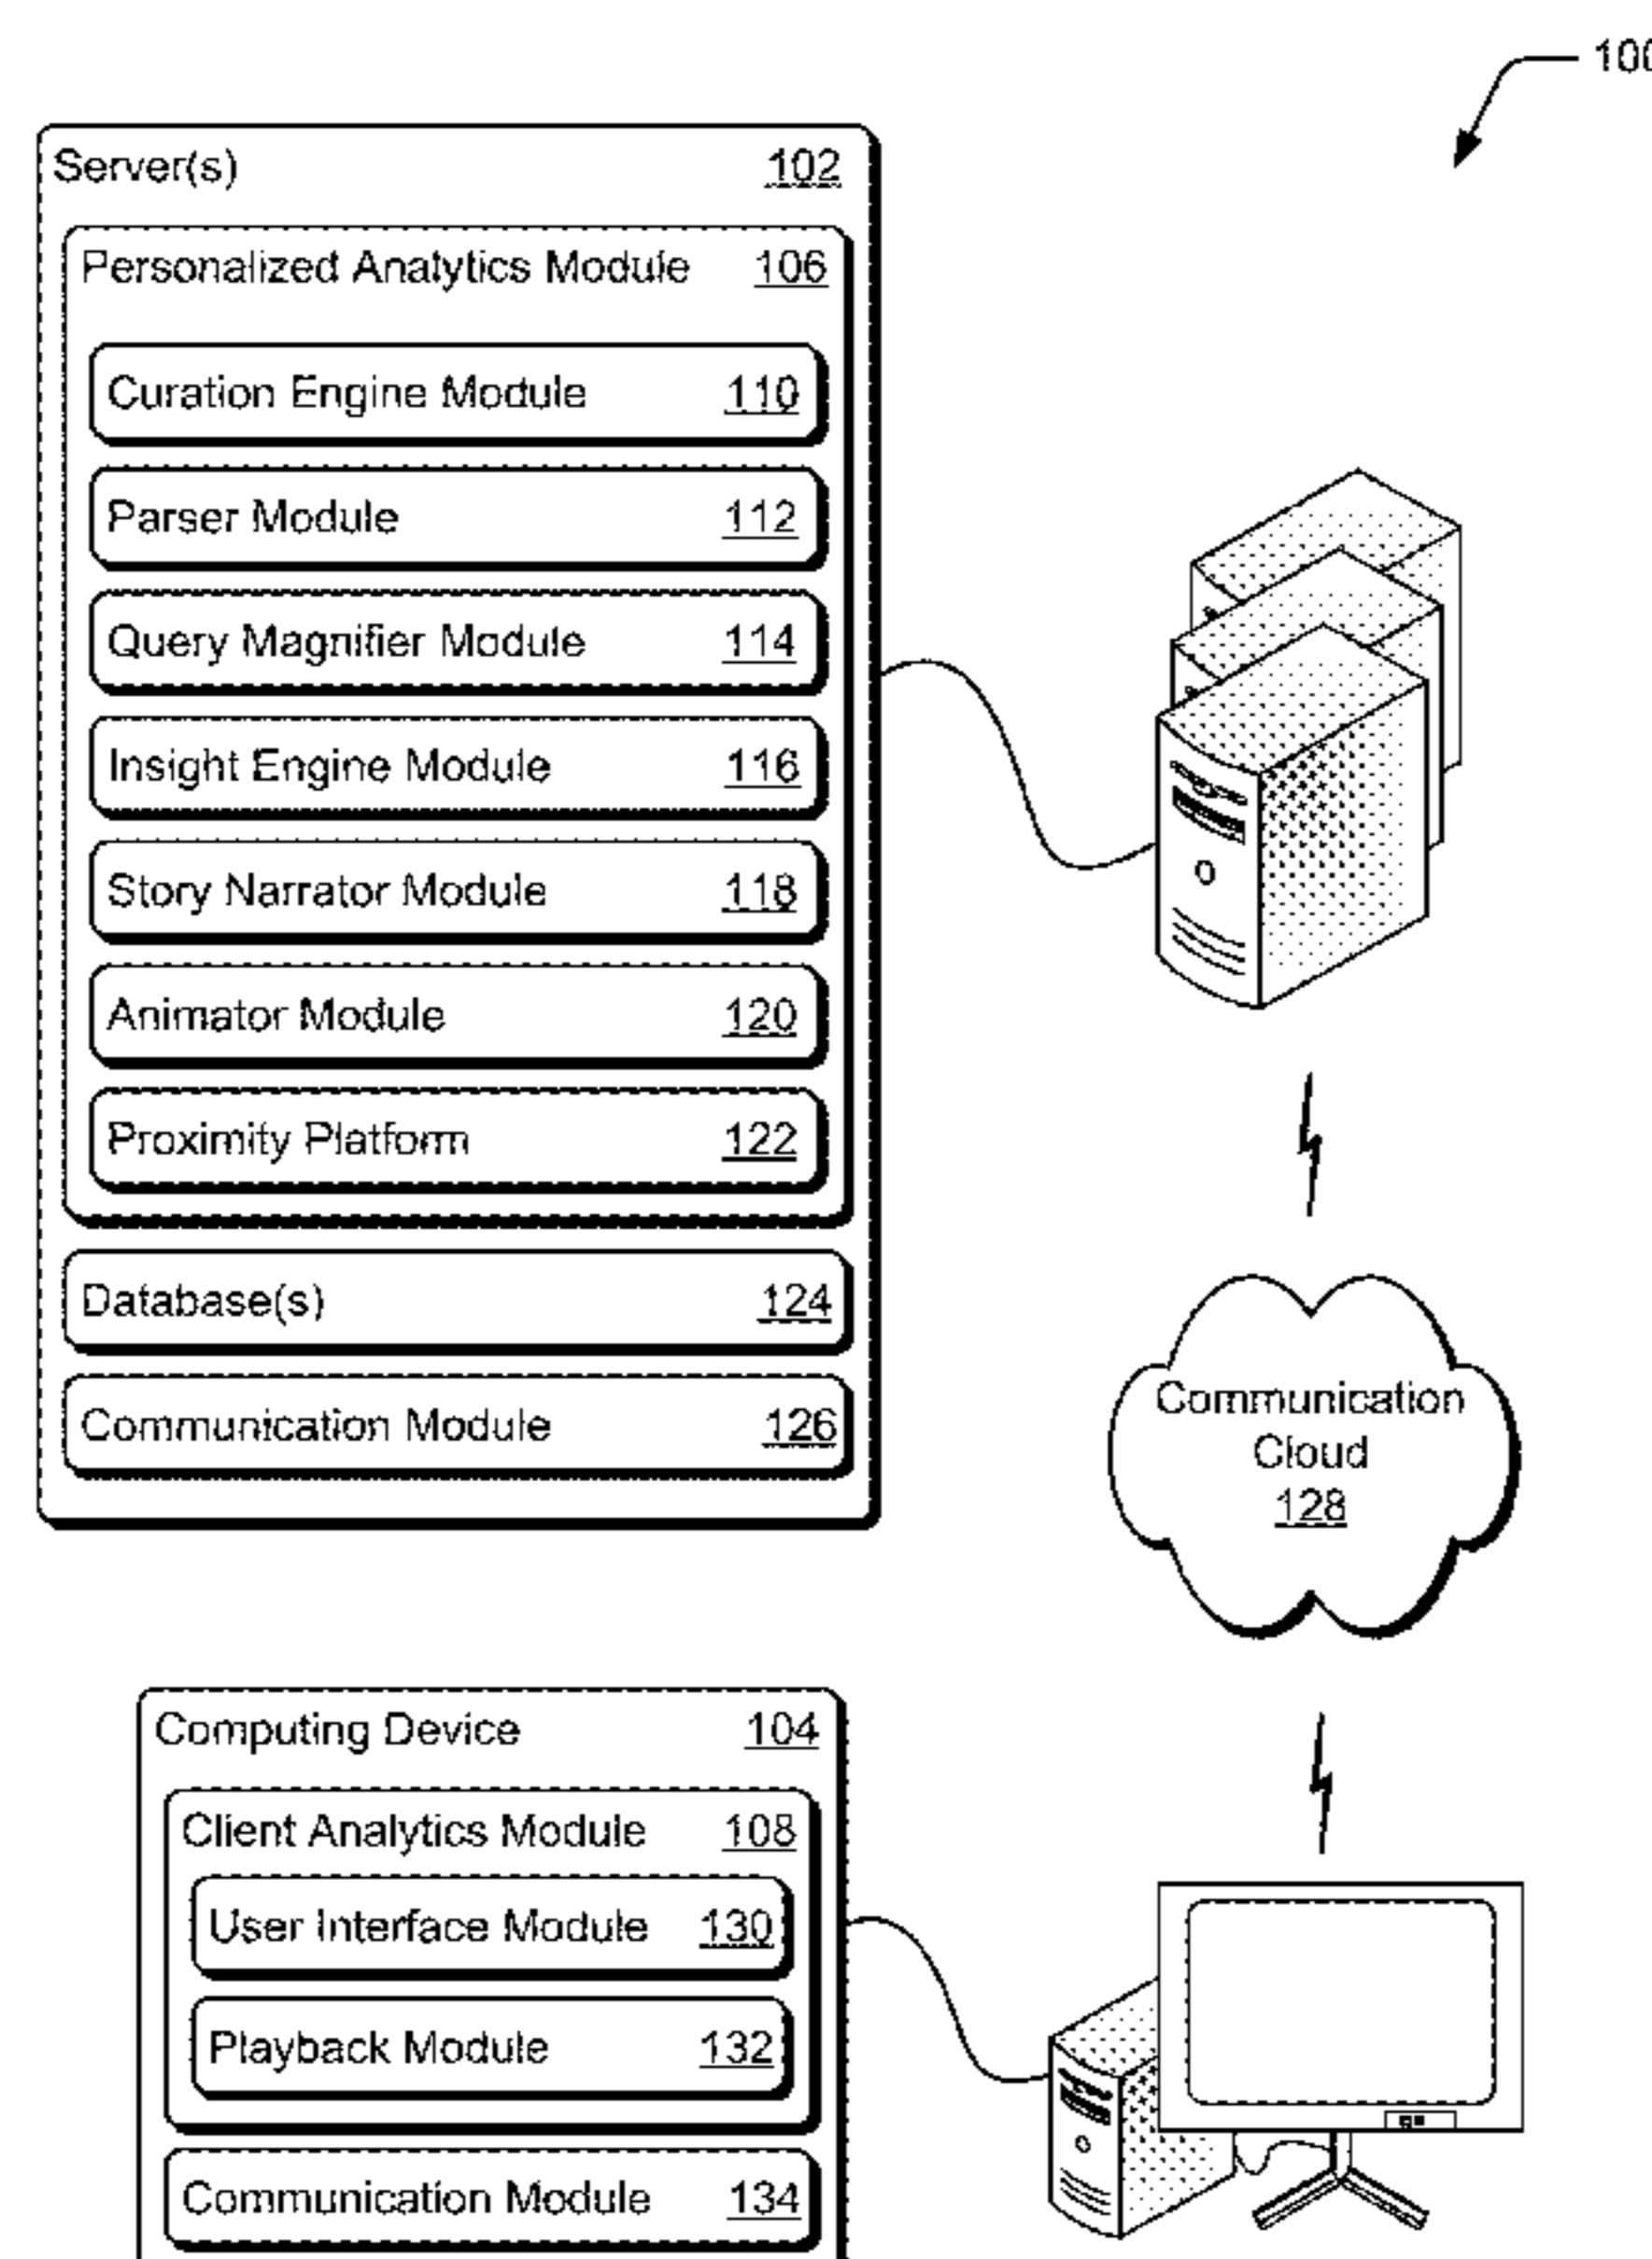 100
Server(s) 102
Personalized Analytics Module 106
Curation Engine Module 110
Parser Module 112
Query Magnifier Module 114
Insight Engine Module 116
Story Narrator Module 118
Animator Module 120
Proximity Platform 122
Database(s) 124
Communication Module 126
Communication
Cloud
128
Computing Device 104
Client Analytics Module 108
User Interface Module 130
Playback Module 132
Communication Module 134